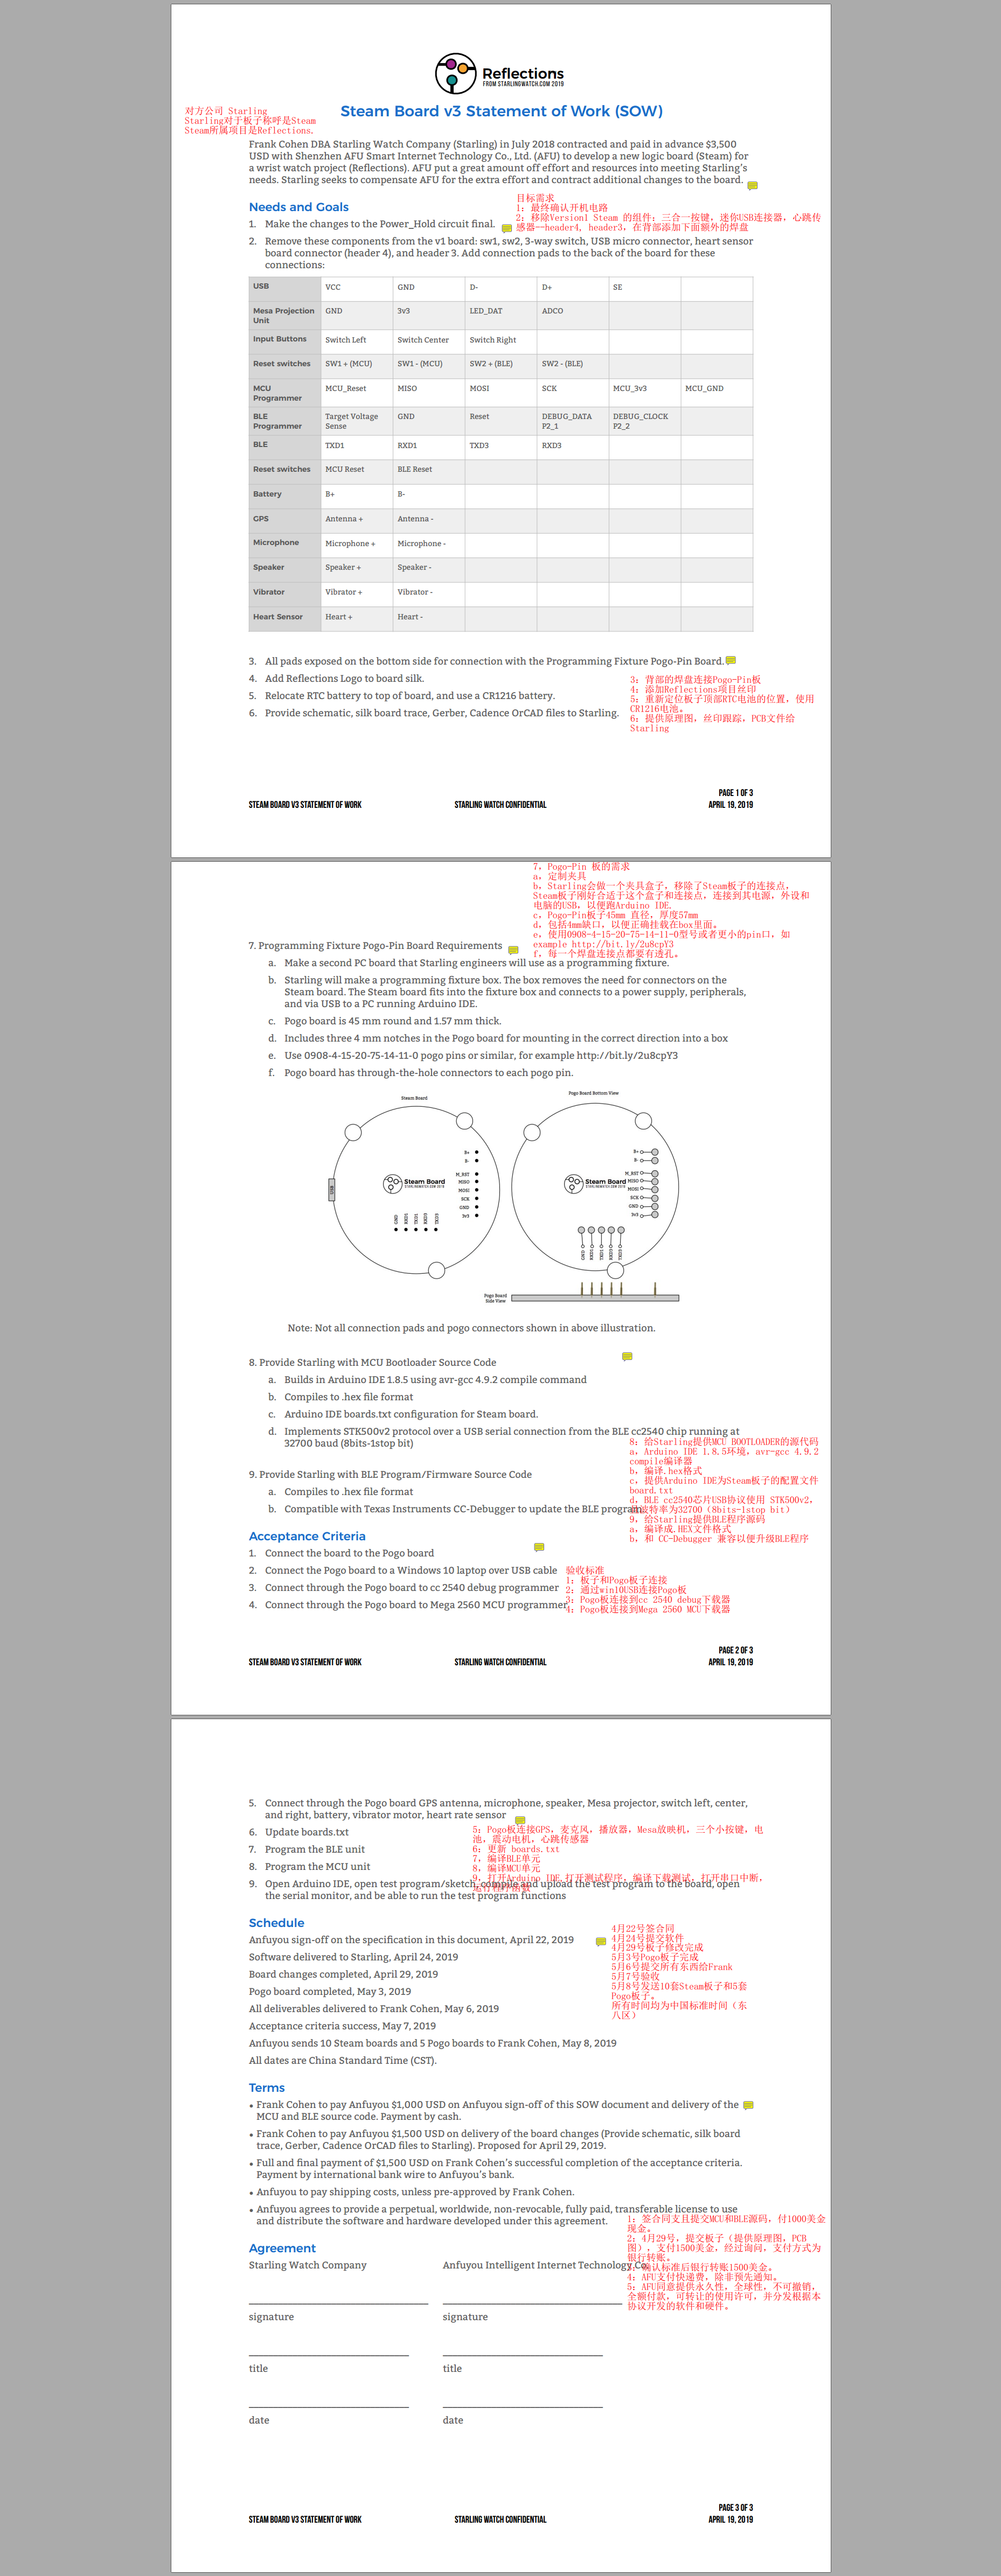 Reflections
FROM STARLINGWATCH.COM 2019
对方公司 Starling
Starling对于板子称呼是Steam
Steam所属项目是Reflections.
Steam Board v3 Statement of Work (SOW)
Frank Cohen DBA Starling Watch Company (Starling) in July 2018 contracted and paid in advance $3,500
USD with Shenzhen AFU Smart Internet Technology Co., Ltd. (AFU) to develop a new logic board (Steam) for
a wrist watch project (Reflections). AFU put a great amount off effort and resources into meeting Starling's
needs. Starling seeks to compensate AFU for the extra effort and contract additional changes to the board.
Needs and Goals
目标需求
1：最终确认开机电路
2：移除Version1 Steam 的组件：三合一按键，迷你USB连接器，心跳传
感器--header4, header3，在背部添加下面额外的焊盘
1. Make the changes to the Power_Hold circuit final.
2. Remove these components from the v1 board: sw1, sw2, 3-way switch, USB micro connector, heart sensor
board connector (header 4), and header 3. Add connection pads to the back of the board for these
connections:
USB VCC GND D- D+ SE
Mesa Projection Unit GND 3v3 LED_DAT ADCO
Input Buttons Switch Left Switch Center Switch Right
Reset switches SW1 + (MCU) SW1 - (MCU) SW2 + (BLE) SW2 - (BLE)
MCU Programmer MCU_Reset MISO MOSI SCK MCU_3v3 MCU_GND
BLE Programmer Target Voltage Sense GND Reset DEBUG_DATA P2_1 DEBUG_CLOCK P2_2
BLE TXD1 RXD1 TXD3 RXD3
Reset switches MCU Reset BLE Reset
Battery B+ B-
GPS Antenna + Antenna -
Microphone Microphone + Microphone -
Speaker Speaker + Speaker -
Vibrator Vibrator + Vibrator -
Heart Sensor Heart + Heart -
3. All pads exposed on the bottom side for connection with the Programming Fixture Pogo-Pin Board.
4. Add Reflections Logo to board silk.
5. Relocate RTC battery to top of board, and use a CR1216 battery.
6. Provide schematic, silk board trace, Gerber, Cadence OrCAD files to Starling.
3：背部的焊盘连接Pogo-Pin板
4：添加Reflections项目丝印
5：重新定位板子顶部RTC电池的位置，使用
CR1216电池。
6：提供原理图，丝印跟踪，PCB文件给
Starling
PAGE 1 OF 3
STEAM BOARD V3 STATEMENT OF WORK STARLING WATCH CONFIDENTIAL APRIL 19, 2019
7，Pogo-Pin 板的需求
a，定制夹具
b，Starling会做一个夹具盒子，移除了Steam板子的连接点，
Steam板子刚好合适于这个盒子和连接点，连接到其电源，外设和
电脑的USB，以便跑Arduino IDE.
c，Pogo-Pin板子45mm 直径，厚度57mm
d，包括4mm缺口，以便正确挂载在box里面。
e，使用0908-4-15-20-75-14-11-0型号或者更小的pin口，如
example http://bit.ly/2u8cpY3
f，每一个焊盘连接点都要有透孔。
7. Programming Fixture Pogo-Pin Board Requirements
a. Make a second PC board that Starling engineers will use as a programming fixture.
b. Starling will make a programming fixture box. The box removes the need for connectors on the
Steam board. The Steam board fits into the fixture box and connects to a power supply, peripherals,
and via USB to a PC running Arduino IDE.
c. Pogo board is 45 mm round and 1.57 mm thick.
d. Includes three 4 mm notches in the Pogo board for mounting in the correct direction into a box
e. Use 0908-4-15-20-75-14-11-0 pogo pins or similar, for example http://bit.ly/2u8cpY3
f. Pogo board has through-the-hole connectors to each pogo pin.
Steam Board
Pogo Board Bottom View
B+
B-
M_RST
MISO
MOSI
SCK
GND
3v3
Steam Board
STARLINGWATCH.COM 2019
USB
GND
RXD1
TXD1
RXD3
TXD3
B+
B-
M_RST
MISO
MOSI
SCK
GND
3v3
Steam Board
STARLINGWATCH.COM 2019
GND
RXD1
TXD1
RXD3
TXD3
Pogo Board
Side View
Note: Not all connection pads and pogo connectors shown in above illustration.
8. Provide Starling with MCU Bootloader Source Code
a. Builds in Arduino IDE 1.8.5 using avr-gcc 4.9.2 compile command
b. Compiles to .hex file format
c. Arduino IDE boards.txt configuration for Steam board.
d. Implements STK500v2 protocol over a USB serial connection from the BLE cc2540 chip running at
32700 baud (8bits-1stop bit)
8：给Starling提供MCU BOOTLOADER的源代码
a，Arduino IDE 1.8.5环境，avr-gcc 4.9.2
compile编译器
b，编译.hex格式
c，提供Arduino IDE为Steam板子的配置文件
board.txt
d，BLE cc2540芯片USB协议使用 STK500v2，
波特率为32700（8bits-1stop bit）
9，给Starling提供BLE程序源码
a，编译成.HEX文件格式
b，和 CC-Debugger 兼容以便升级BLE程序
9. Provide Starling with BLE Program/Firmware Source Code
a. Compiles to .hex file format
b. Compatible with Texas Instruments CC-Debugger to update the BLE program
Acceptance Criteria
1. Connect the board to the Pogo board
2. Connect the Pogo board to a Windows 10 laptop over USB cable
3. Connect through the Pogo board to cc 2540 debug programmer
4. Connect through the Pogo board to Mega 2560 MCU programmer
验收标准
1：板子和Pogo板子连接
2：通过win10USB连接Pogo板
3：Pogo板连接到cc 2540 debug下载器
4：Pogo板连接到Mega 2560 MCU下载器
PAGE 2 OF 3
STEAM BOARD V3 STATEMENT OF WORK STARLING WATCH CONFIDENTIAL APRIL 19, 2019
5. Connect through the Pogo board GPS antenna, microphone, speaker, Mesa projector, switch left, center,
and right, battery, vibrator motor, heart rate sensor
6. Update boards.txt
7. Program the BLE unit
8. Program the MCU unit
9. Open Arduino IDE, open test program/sketch, compile and upload the test program to the board, open
the serial monitor, and be able to run the test program functions
5：Pogo板连接GPS，麦克风，播放器，Mesa放映机，三个小按键，电
池，震动电机，心跳传感器
6：更新 boards.txt
7，编译BLE单元
8，编译MCU单元
9，打开Arduino IDE,打开测试程序，编译下载测试，打开串口中断，
运行程序函数
Schedule
Anfuyou sign-off on the specification in this document, April 22, 2019
Software delivered to Starling, April 24, 2019
Board changes completed, April 29, 2019
Pogo board completed, May 3, 2019
All deliverables delivered to Frank Cohen, May 6, 2019
Acceptance criteria success, May 7, 2019
Anfuyou sends 10 Steam boards and 5 Pogo boards to Frank Cohen, May 8, 2019
All dates are China Standard Time (CST).
4月22号签合同
4月24号提交软件
4月29号板子修改完成
5月3号Pogo板子完成
5月6号提交所有东西给Frank
5月7号验收
5月8号发送10套Steam板子和5套
Pogo板子。
所有时间均为中国标准时间（东
八区）
Terms
• Frank Cohen to pay Anfuyou $1,000 USD on Anfuyou sign-off of this SOW document and delivery of the
MCU and BLE source code. Payment by cash.
• Frank Cohen to pay Anfuyou $1,500 USD on delivery of the board changes (Provide schematic, silk board
trace, Gerber, Cadence OrCAD files to Starling). Proposed for April 29, 2019.
• Full and final payment of $1,500 USD on Frank Cohen's successful completion of the acceptance criteria.
Payment by international bank wire to Anfuyou's bank.
• Anfuyou to pay shipping costs, unless pre-approved by Frank Cohen.
• Anfuyou agrees to provide a perpetual, worldwide, non-revocable, fully paid, transferable license to use
and distribute the software and hardware developed under this agreement.
1：签合同支且提交MCU和BLE源码，付1000美金
现金。
2：4月29号，提交板子（提供原理图，PCB
图），支付1500美金，经过询问，支付方式为
银行转账。
3：确认标准后银行转账1500美金。
4：AFU支付快递费，除非预先通知。
5：AFU同意提供永久性，全球性，不可撤销，
全额付款，可转让的使用许可，并分发根据本
协议开发的软件和硬件。
Agreement
Starling Watch Company Anfuyou Intelligent Internet Technology Co.
signature signature
title title
date date
PAGE 3 OF 3
STEAM BOARD V3 STATEMENT OF WORK STARLING WATCH CONFIDENTIAL APRIL 19, 2019